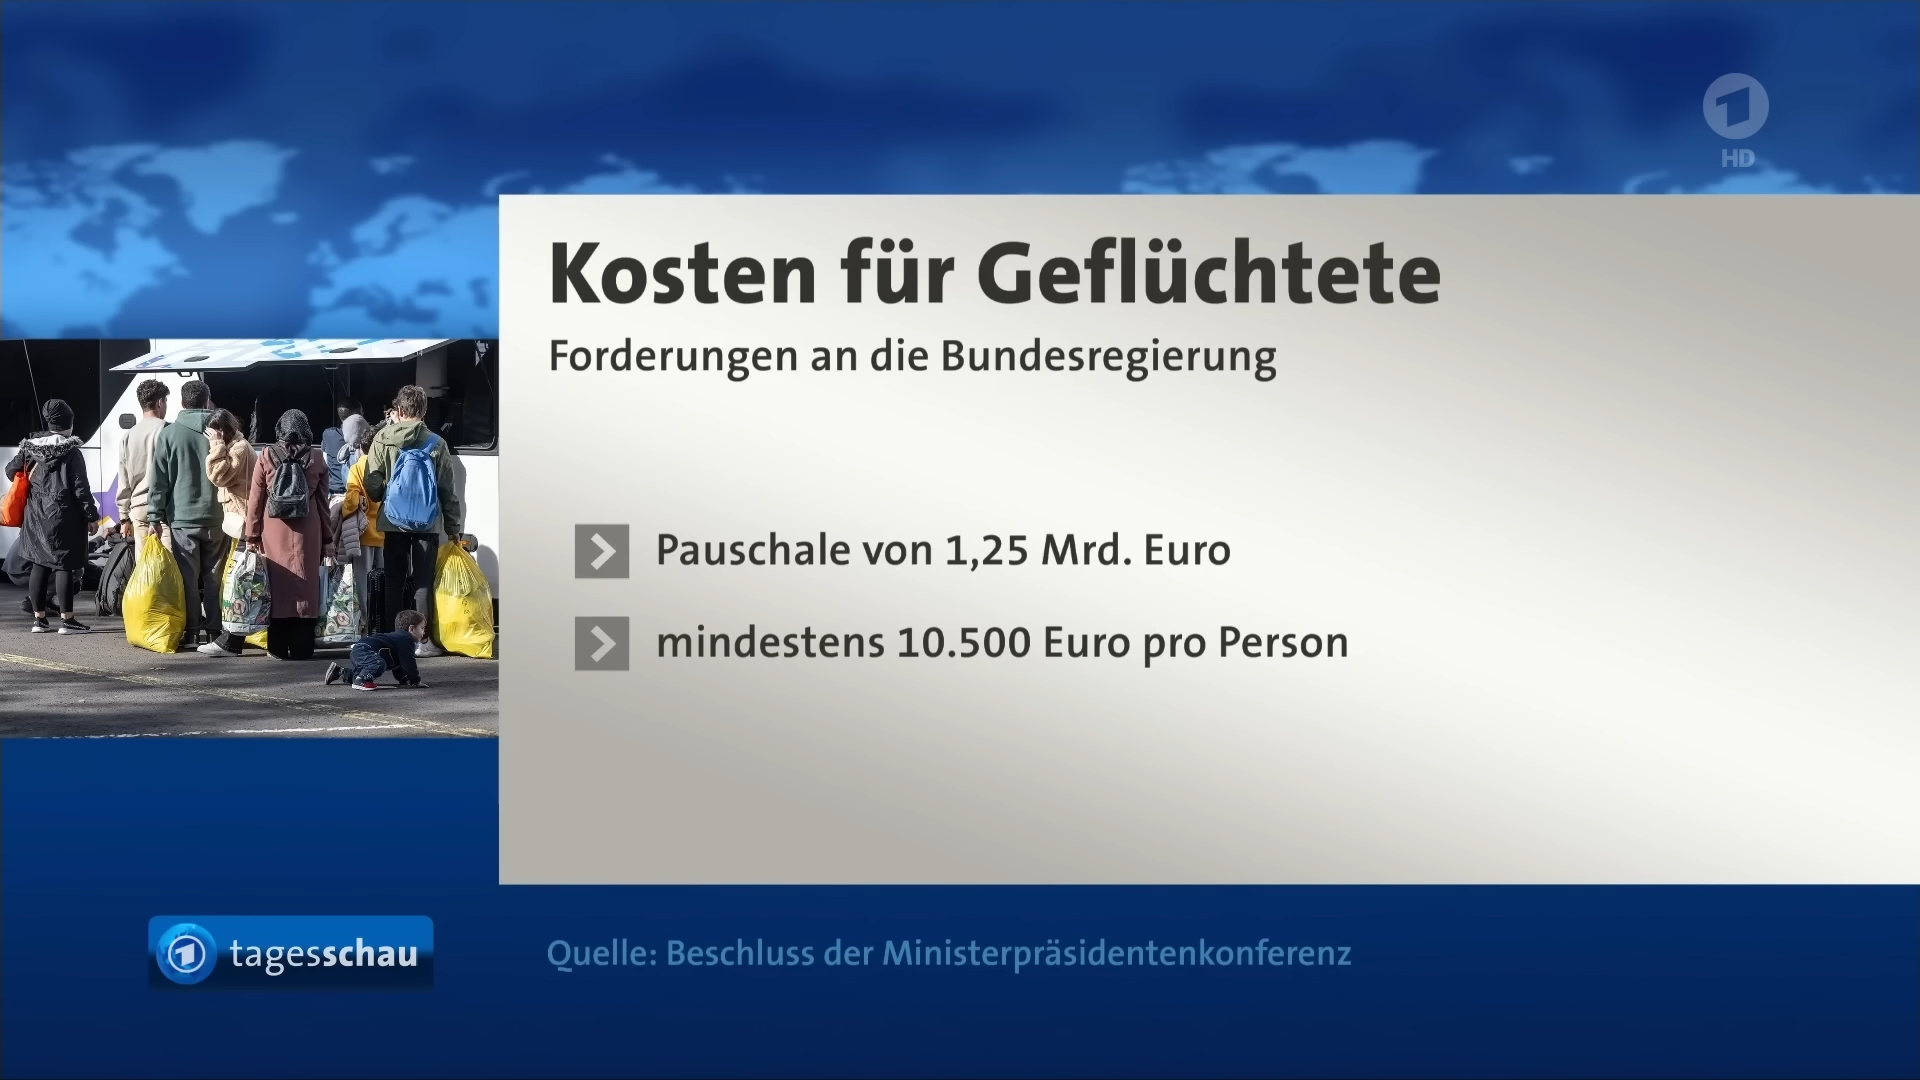 HD
Kosten für Geflüchtete
Forderungen an die Bundesregierung
Pauschale von 1,25 Mrd. Euro
mindestens 10.500 Euro pro Person
tagesschau
Quelle: Beschluss der Ministerpräsidentenkonferenz